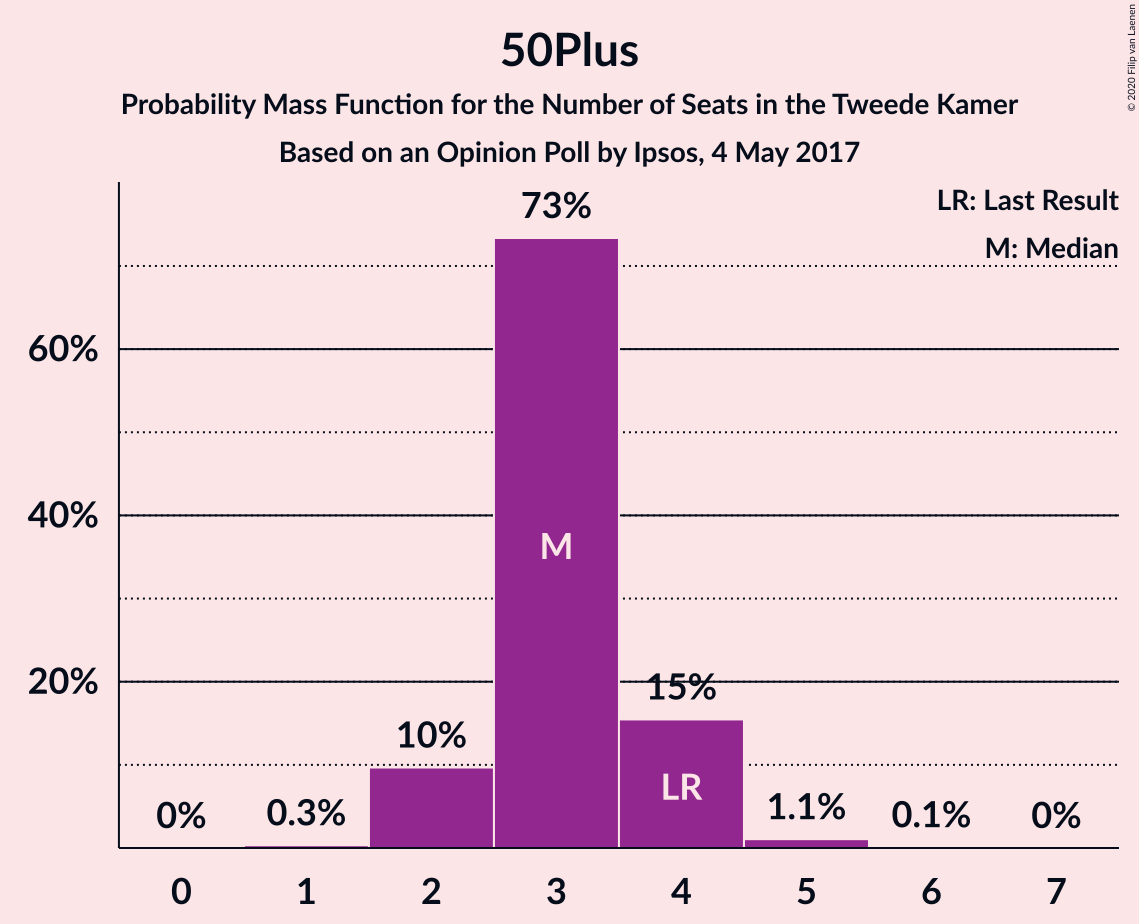 50Plus
Probability Mass Function for the Number of Seats in the Tweede Kamer
Based on an Opinion Poll by Ipsos, 4 May 2017
© 2020 Filip van Laenen
LR: Last Result
M: Median
73%
60%
40%
20%
M
15%
10%
LR
0%
0.3%
1.1%
0.1%
0%
0 1 2 3 4 5 6 7